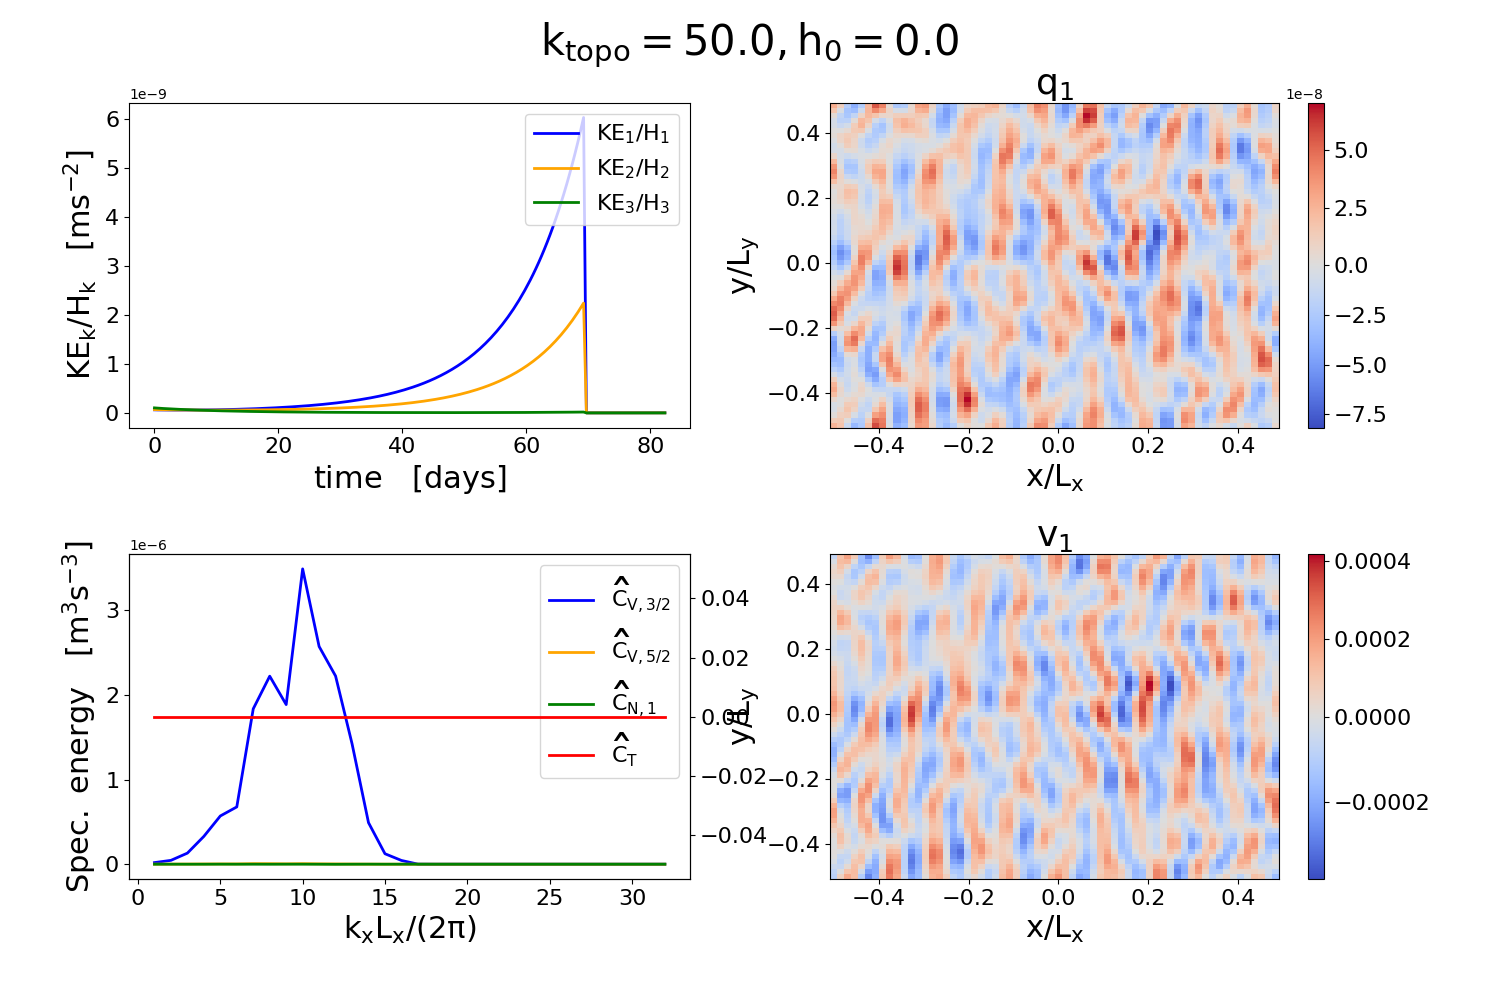 k_topo = 50.0, h_0 = 0.0
1e−9
KE_k/H_k [ms^−2]
6
5
4
3
2
1
0
0 20 40 60 80
time [days]
KE_1/H_1
KE_2/H_2
KE_3/H_3
q_1
y/L_y
0.4
0.2
0.0
−0.2
−0.4
−0.4 −0.2 0.0 0.2 0.4
x/L_x
1e−8
5.0
2.5
0.0
−2.5
−5.0
−7.5
1e−6
Spec. energy [m^3s^−3]
3
2
1
0
0 5 10 15 20 25 30
k_xL_x/(2π)
Ĉ_V,3/2
Ĉ_V,5/2
Ĉ_N,1
Ĉ_T
0.04
0.02
0.00
−0.02
−0.04
v_1
y/L_y
0.4
0.2
0.0
−0.2
−0.4
−0.4 −0.2 0.0 0.2 0.4
x/L_x
0.0004
0.0002
0.0000
−0.0002